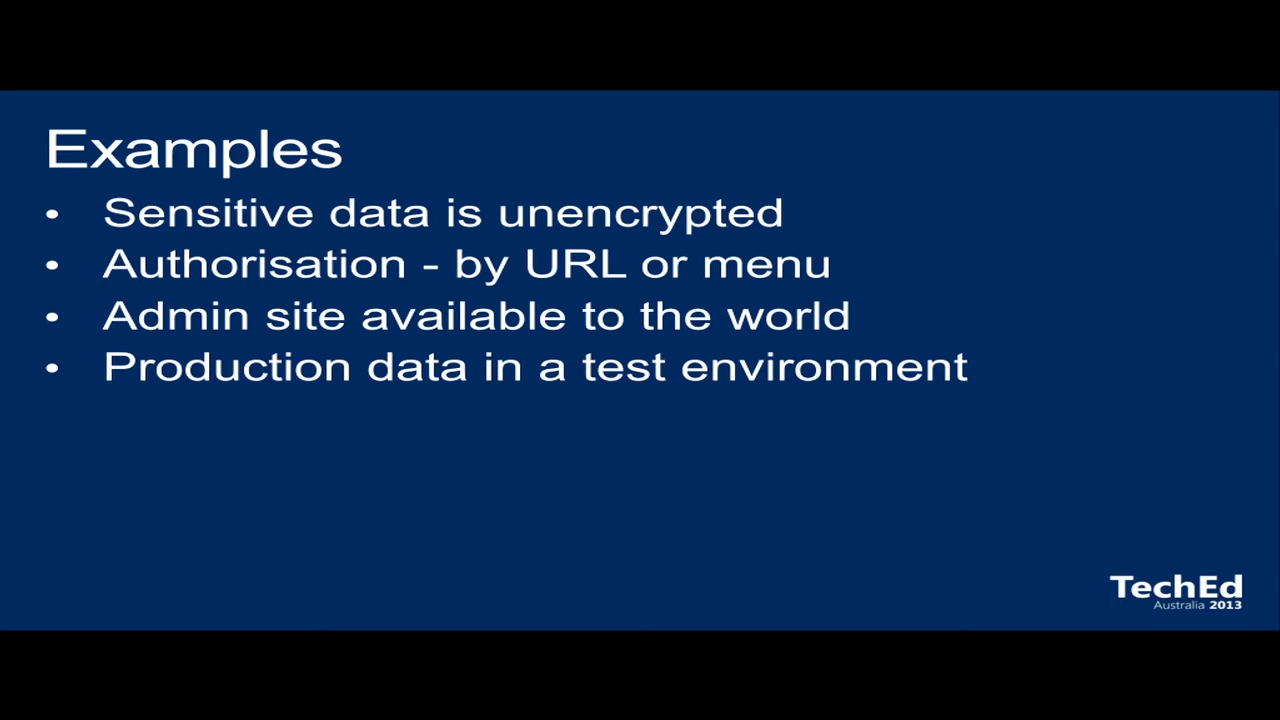 Examples
• Sensitive data is unencrypted
• Authorisation - by URL or menu
• Admin site available to the world
• Production data in a test environment
TechEd
Australia 2013